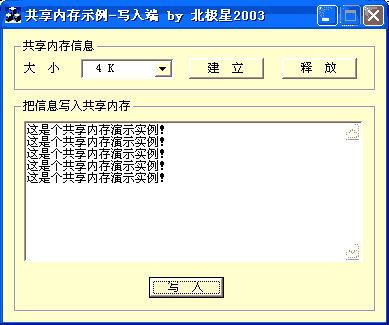 共享内存示例-写入端 by 北极星2003
共享内存信息
大 小 4 K 建 立 释 放
把信息写入共享内存
这是个共享内存演示实例!
这是个共享内存演示实例!
这是个共享内存演示实例!
这是个共享内存演示实例!
这是个共享内存演示实例!
写 入